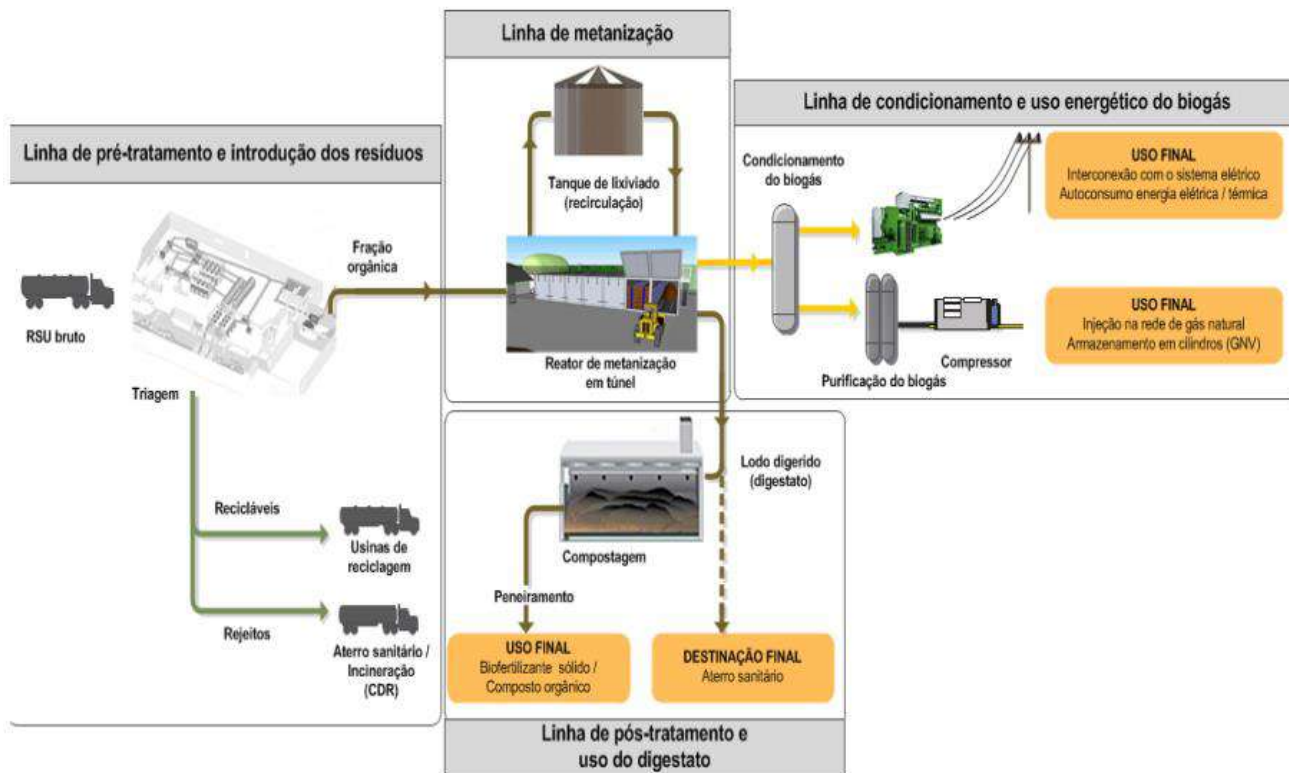 Linha de metanização
Tanque de lixiviado
(recirculação)
Reator de metanização
em túnel
Linha de condicionamento e uso energético do biogás
Condicionamento
do biogás
USO FINAL
Interconexão com o sistema elétrico
Autoconsumo energia elétrica / térmica
USO FINAL
Injeção na rede de gás natural
Armazenamento em cilindros (GNV)
Compressor
Purificação do biogás
Linha de pré-tratamento e introdução dos resíduos
Fração
orgânica
RSU bruto
Triagem
Recicláveis
Usinas de
reciclagem
Rejeitos
Aterro sanitário /
Incineração
(CDR)
Lodo digerido
(digestato)
Compostagem
Peneiramento
USO FINAL
Biofertilizante sólido /
Composto orgânico
DESTINAÇÃO FINAL
Aterro sanitário
Linha de pós-tratamento e
uso do digestato